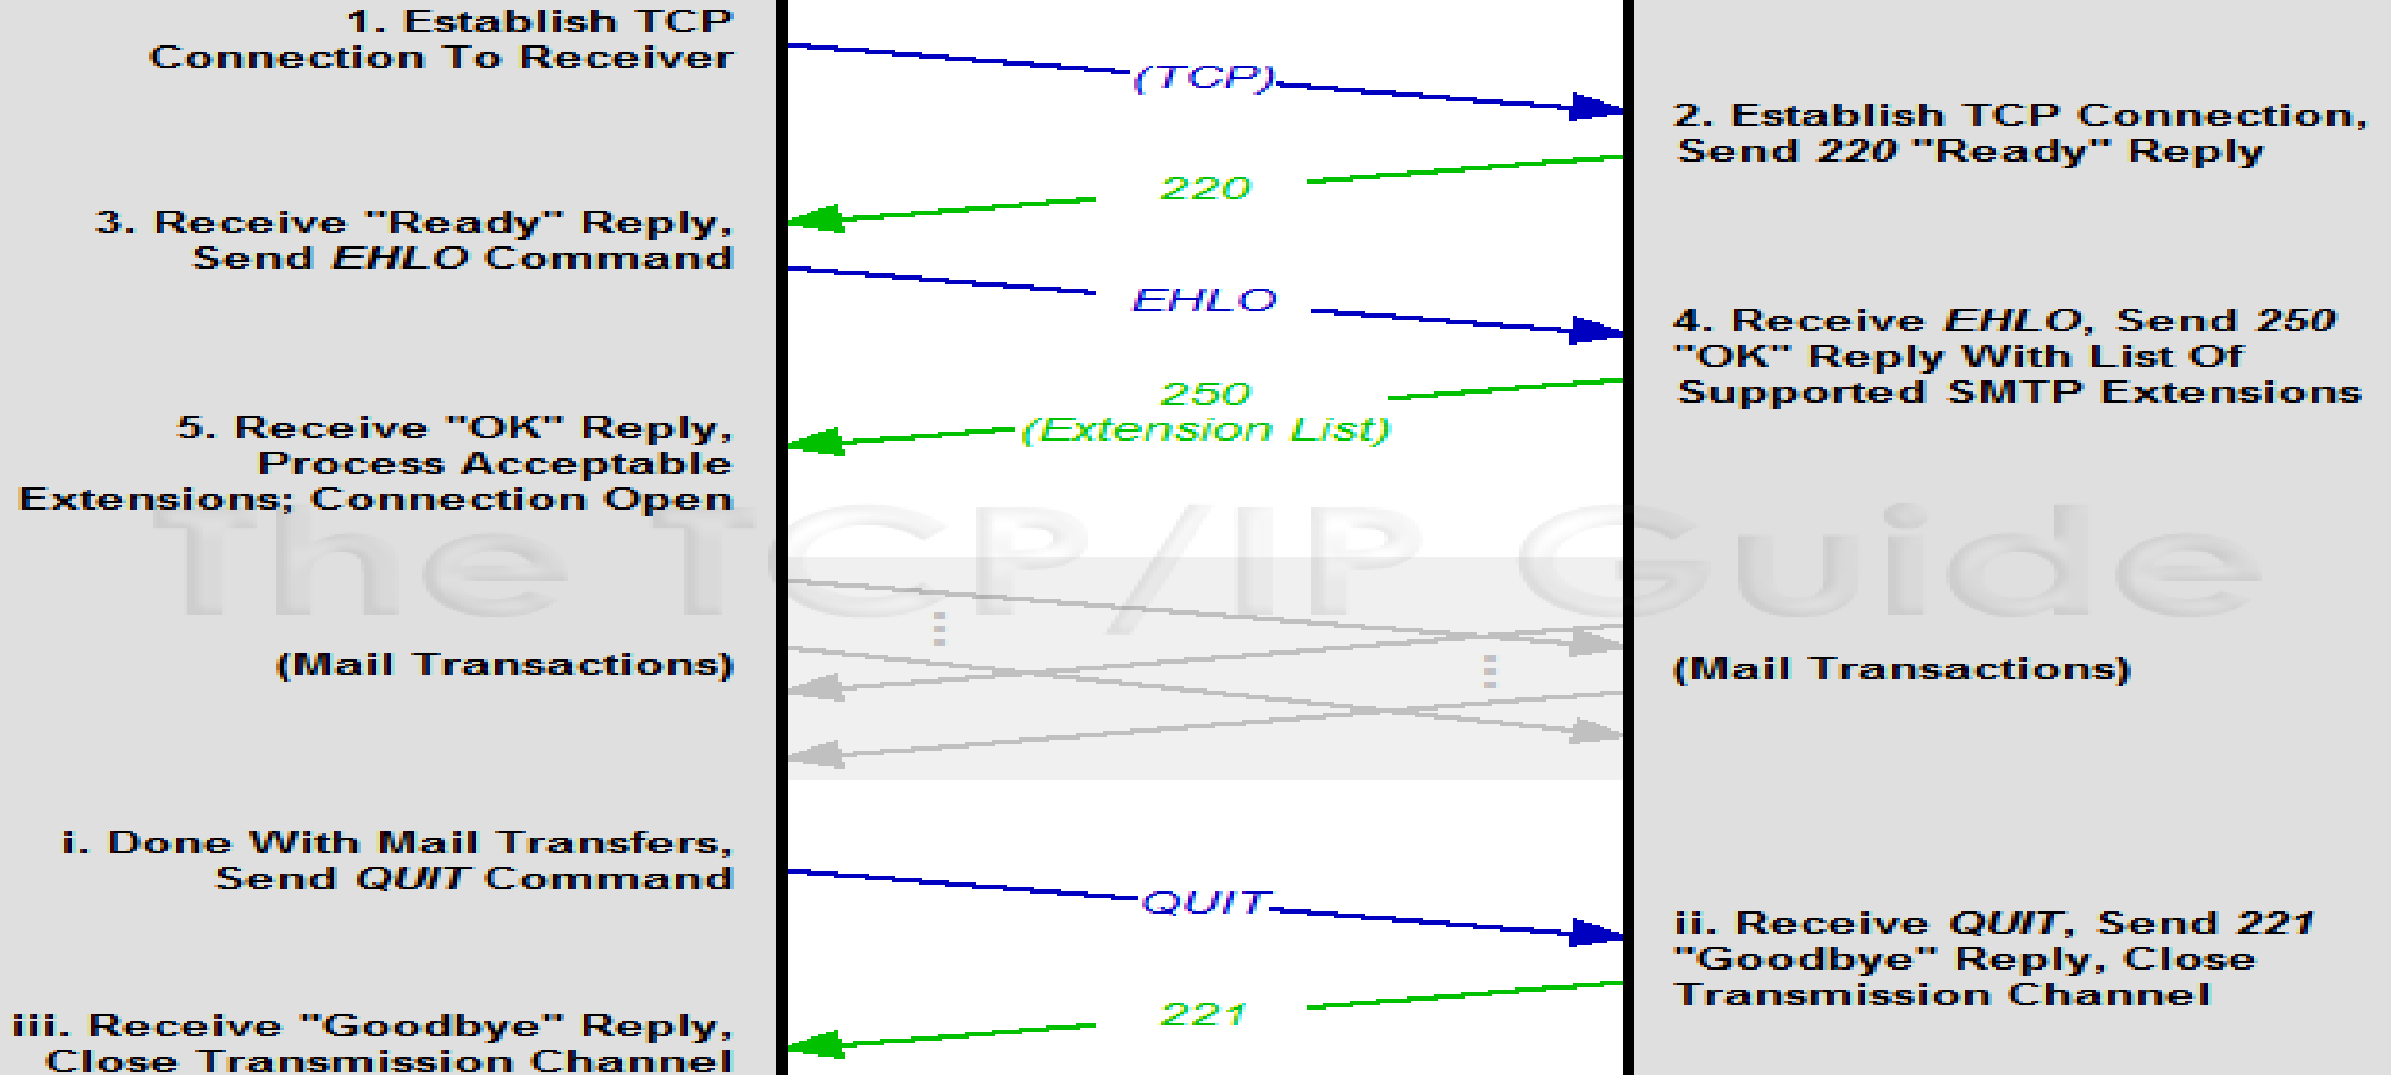 1. Establish TCP
Connection To Receiver
(TCP)
2. Establish TCP Connection,
Send 220 "Ready" Reply
220
3. Receive "Ready" Reply,
Send EHLO Command
EHLO
4. Receive EHLO, Send 250
"OK" Reply With List Of
Supported SMTP Extensions
250
(Extension List)
5. Receive "OK" Reply,
Process Acceptable
Extensions; Connection Open
The TCP/IP Guide
(Mail Transactions)
(Mail Transactions)
i. Done With Mail Transfers,
Send QUIT Command
QUIT
ii. Receive QUIT, Send 221
"Goodbye" Reply, Close
Transmission Channel
221
iii. Receive "Goodbye" Reply,
Close Transmission Channel